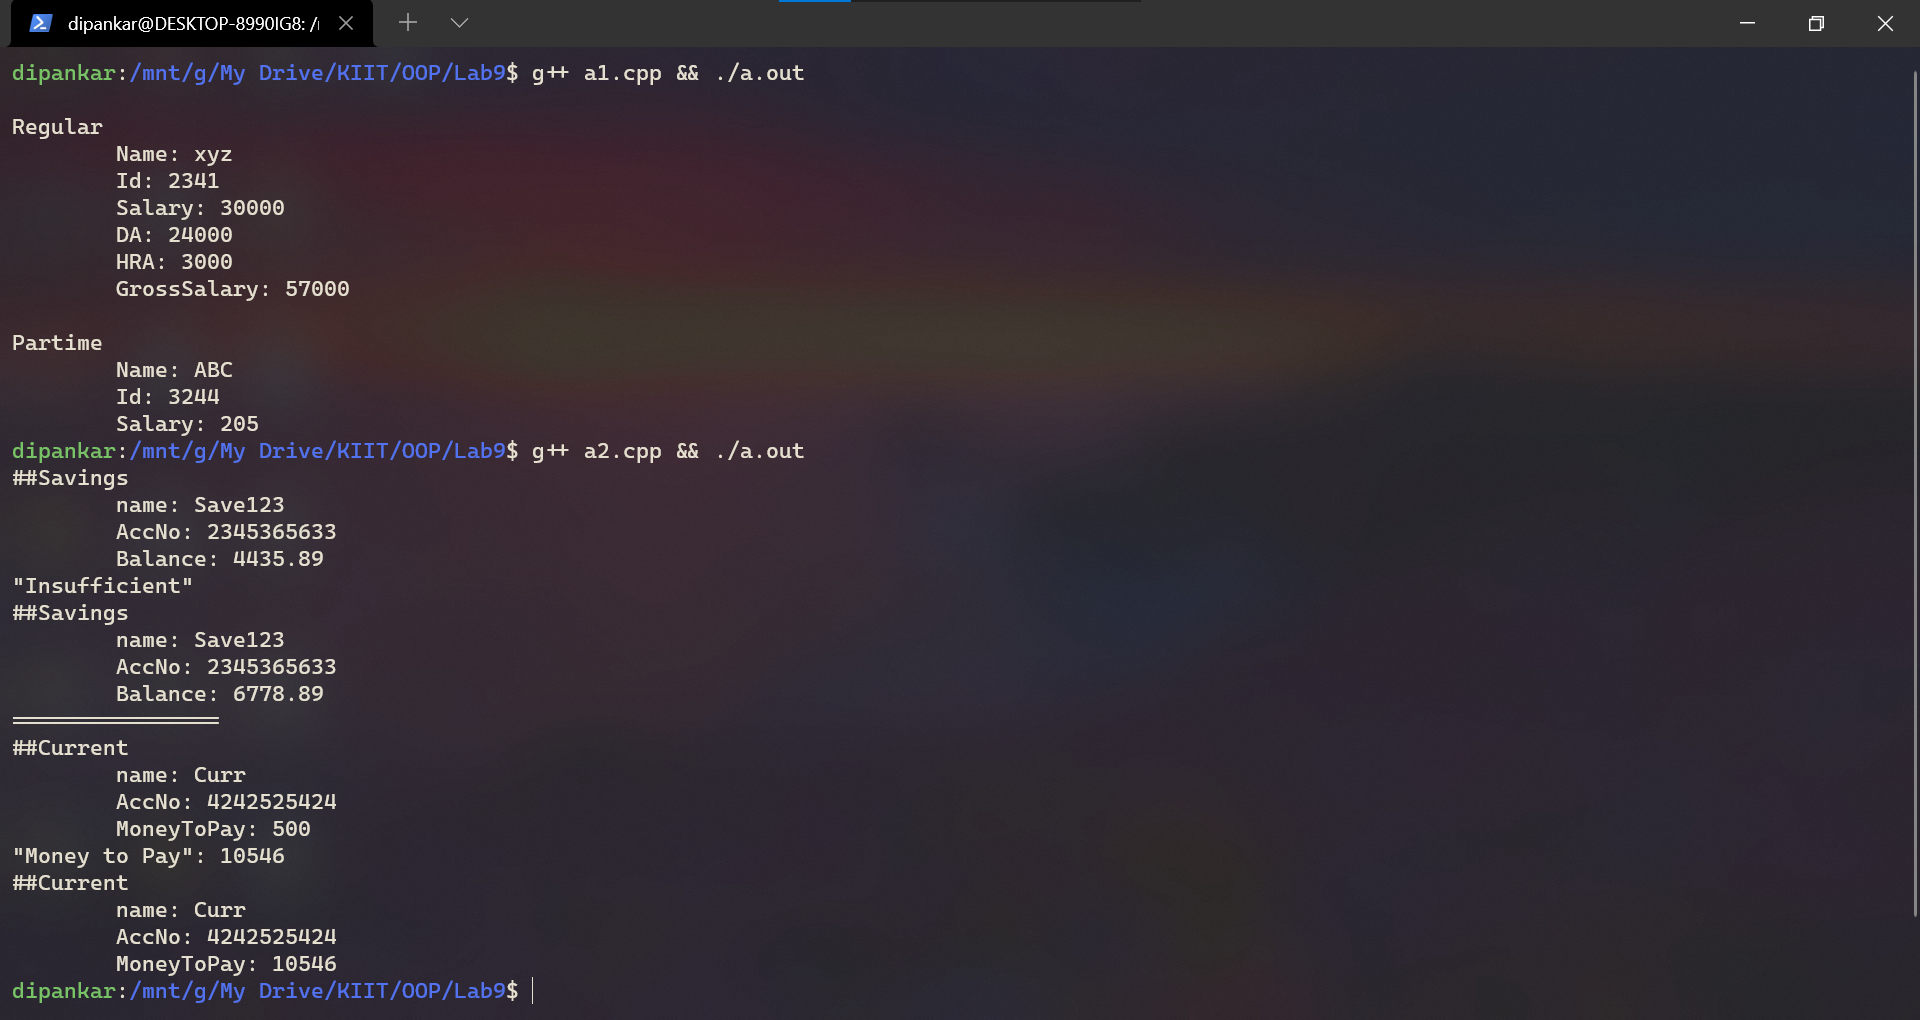 dipankar@DESKTOP-8990IG8: /
dipankar:/mnt/g/My Drive/KIIT/OOP/Lab9$ g++ a1.cpp && ./a.out
Regular
Name: xyz
Id: 2341
Salary: 30000
DA: 24000
HRA: 3000
GrossSalary: 57000
Partime
Name: ABC
Id: 3244
Salary: 205
dipankar:/mnt/g/My Drive/KIIT/OOP/Lab9$ g++ a2.cpp && ./a.out
##Savings
name: Save123
AccNo: 2345365633
Balance: 4435.89
"Insufficient"
##Savings
name: Save123
AccNo: 2345365633
Balance: 6778.89
================
##Current
name: Curr
AccNo: 4242525424
MoneyToPay: 500
"Money to Pay": 10546
##Current
name: Curr
AccNo: 4242525424
MoneyToPay: 10546
dipankar:/mnt/g/My Drive/KIIT/OOP/Lab9$